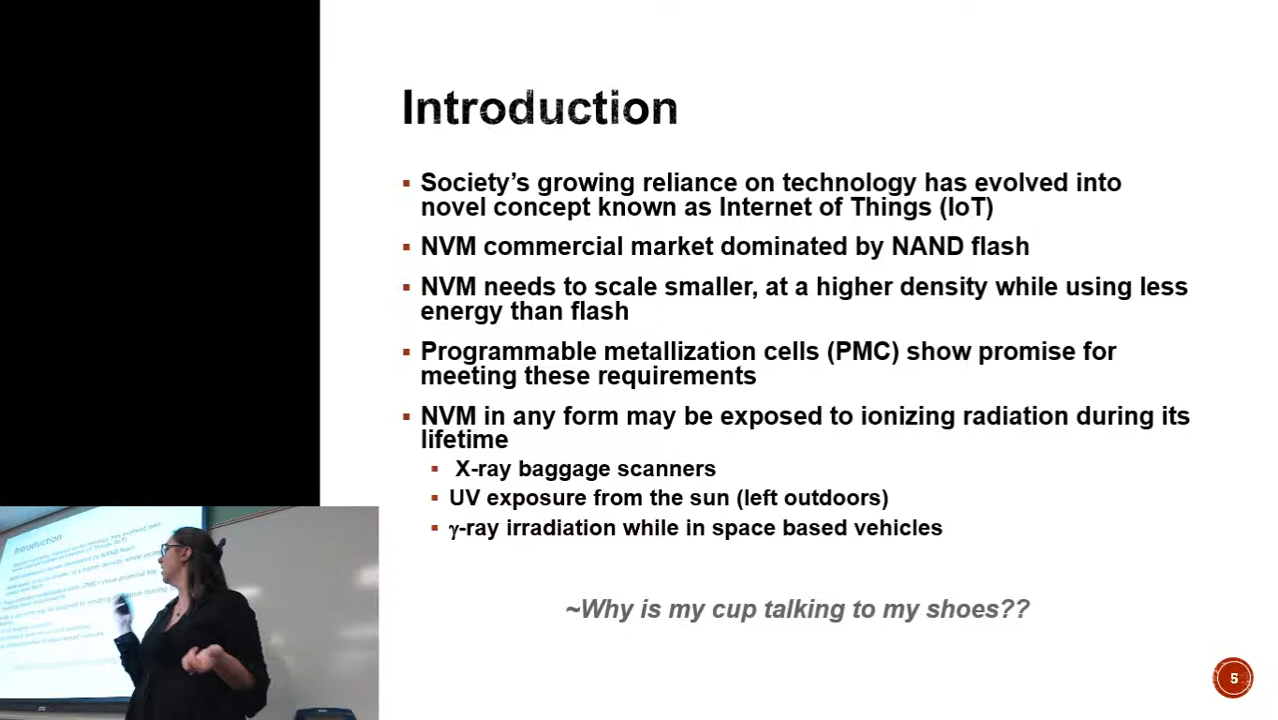 Introduction
▪ Society’s growing reliance on technology has evolved into
novel concept known as Internet of Things (IoT)
▪ NVM commercial market dominated by NAND flash
▪ NVM needs to scale smaller, at a higher density while using less
energy than flash
▪ Programmable metallization cells (PMC) show promise for
meeting these requirements
▪ NVM in any form may be exposed to ionizing radiation during its
lifetime
▪ X-ray baggage scanners
▪ UV exposure from the sun (left outdoors)
▪ γ-ray irradiation while in space based vehicles
~Why is my cup talking to my shoes??
5
Introduction